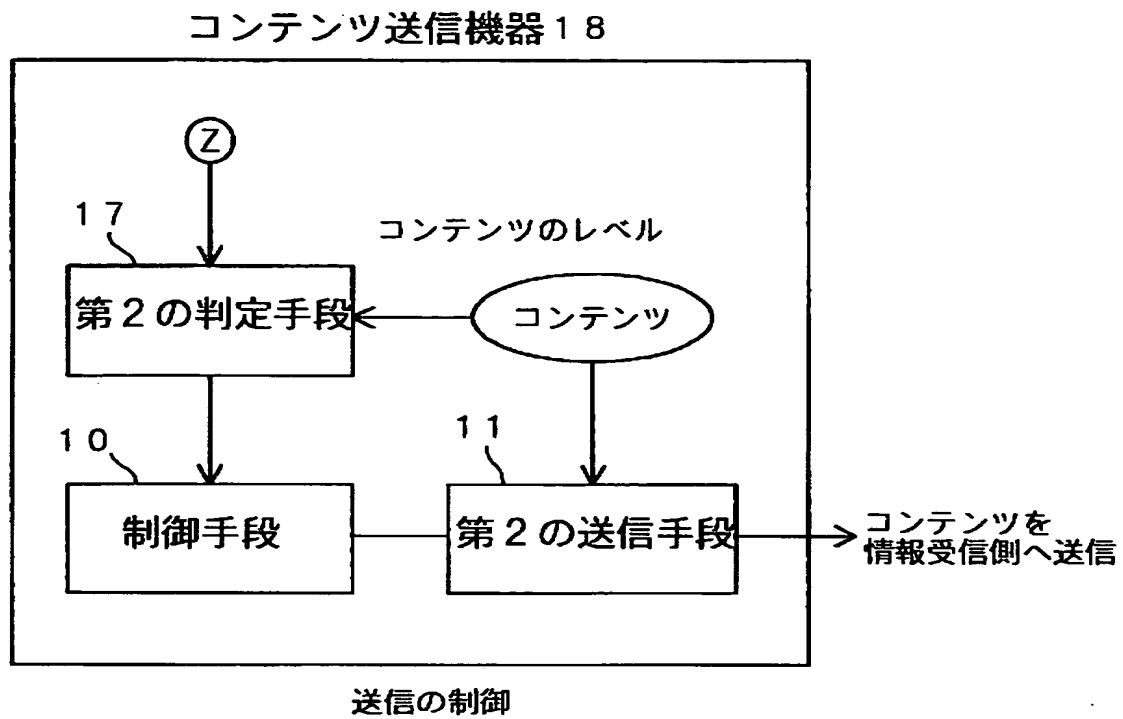 コンテンツ送信機器18
Z
17
コンテンツのレベル
第2の判定手段
コンテンツ
10
11
制御手段
第2の送信手段
コンテンツを
情報受信側へ送信
送信の制御